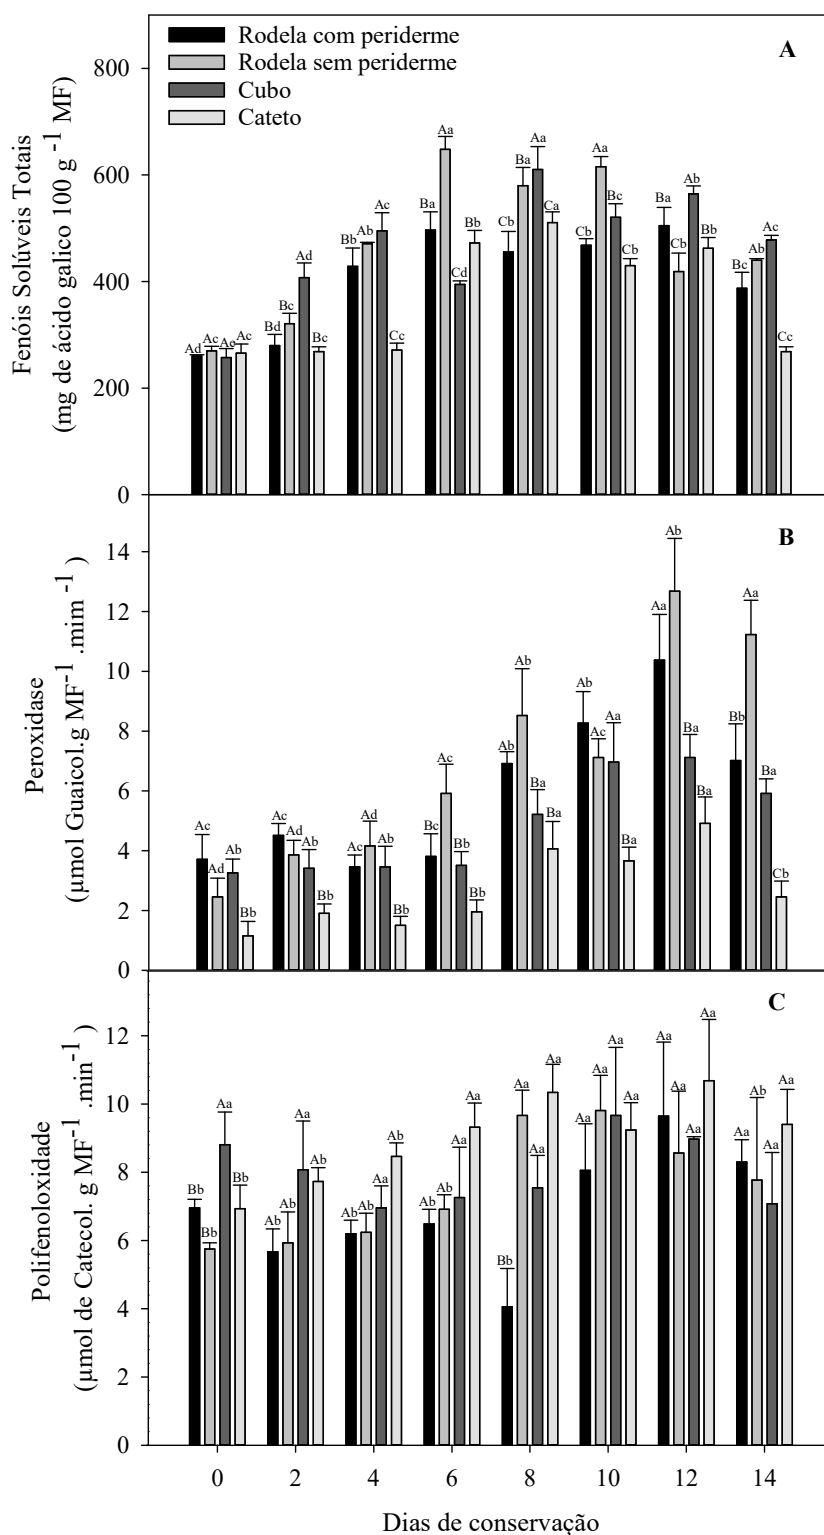 A
Rodela com periderme
Rodela sem periderme
Cubo
Cateto
Fenóis Solúveis Totais
(mg de ácido galico 100 g -1 MF)
800
600
400
200
0
Ad Ac Ac Ac
Bd Bc Ad Bc
Bb Ab Ac Cc
Ba Aa Cd Bb
Cb Ba Aa Ca
Cb Aa Bc Cb
Ba Cb Ab Bb
Bc Ab Ac Cc
B
Peroxidase
(μmol Guaicol.g MF-1 .mim -1 )
14
12
10
8
6
4
2
0
Ac Ad Ab Bb
Ac Ad Ab Bb
Ac Ad Ab Bb
Bc Ac Bb Bb
Ab Ab Ba Ba
Ab Ac Aa Ba
Aa Ab Ba Ba
Bb Aa Ba Cb
C
Polifenoloxidade
(μmol de Catecol. g MF-1 .min-1)
12
10
8
6
4
2
0
Bb Bb Aa Ab
Ab Ab Aa Ab
Ab Ab Aa Ab
Ab Ab Aa Aa
Bb Aa Aa Aa
Aa Aa Aa Aa
Aa Aa Aa Aa
Aa Ab Aa Aa
0 2 4 6 8 10 12 14
Dias de conservação